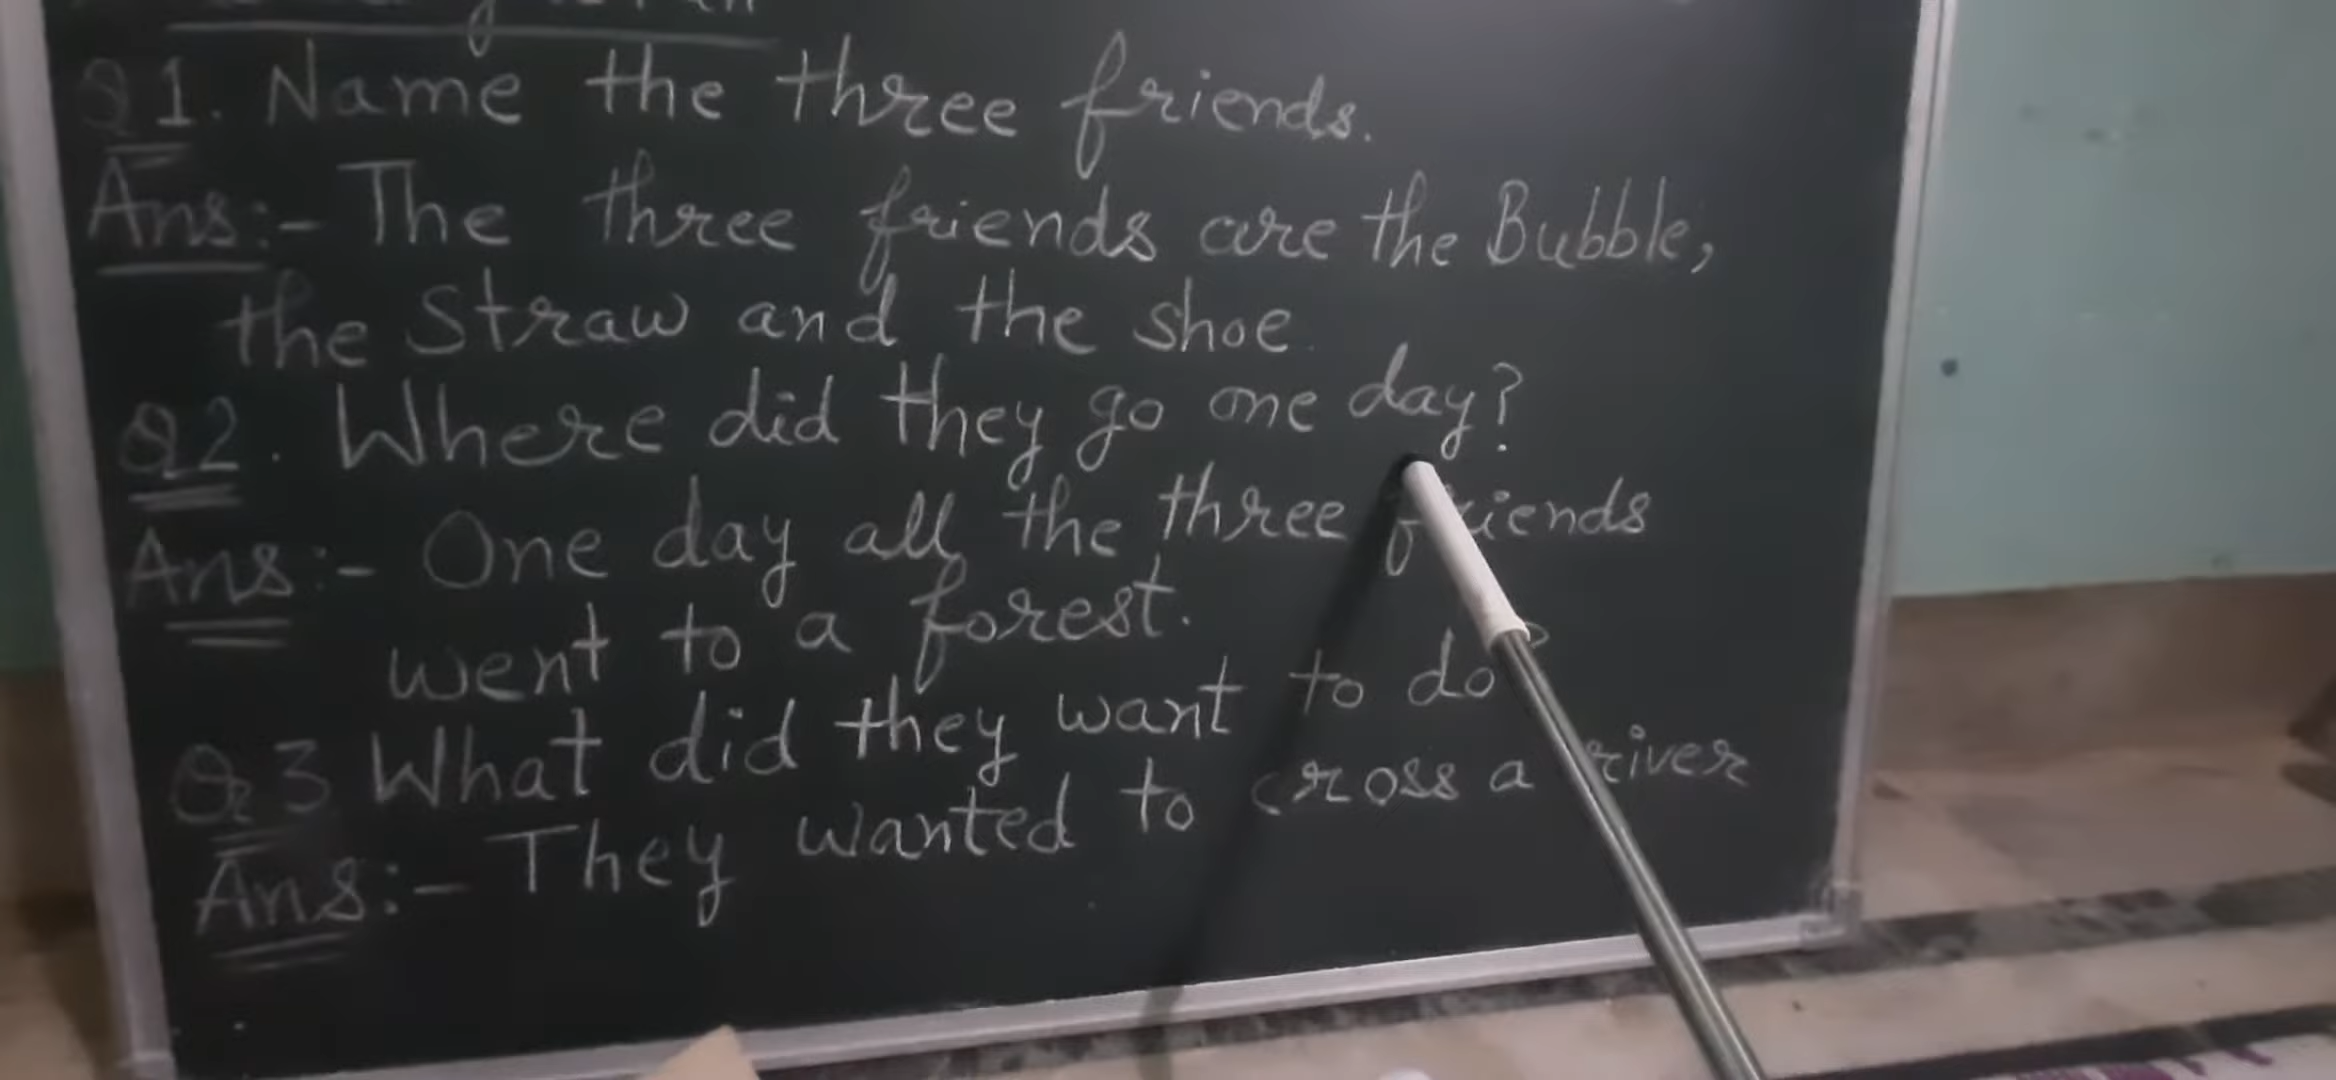 Q1. Name the three friends.
Ans:- The three friends are the Bubble,
the Straw and the shoe.
Q2. Where did they go one day?
Ans:- One day all the three friends
went to a forest.
Q3 What did they want to do?
Ans:- They wanted to cross a river